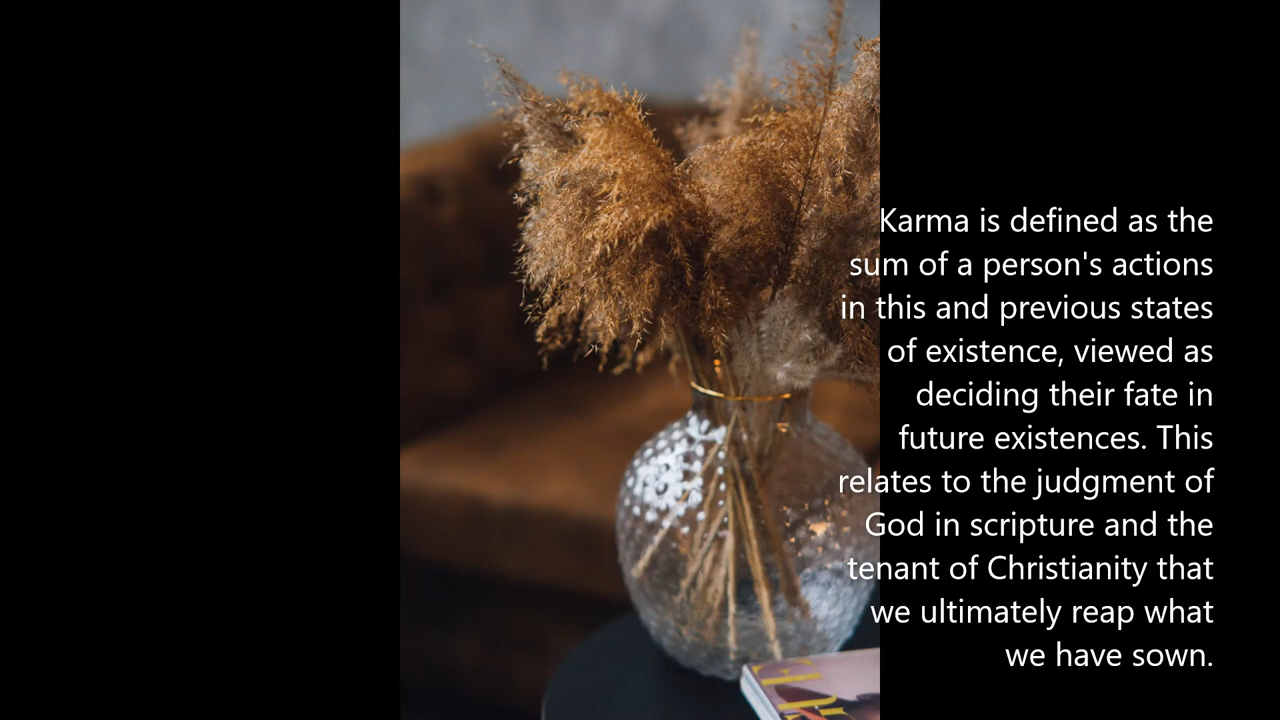 Karma is defined as the
sum of a person's actions
in this and previous states
of existence, viewed as
deciding their fate in
future existences. This
relates to the judgment of
God in scripture and the
tenant of Christianity that
we ultimately reap what
we have sown.